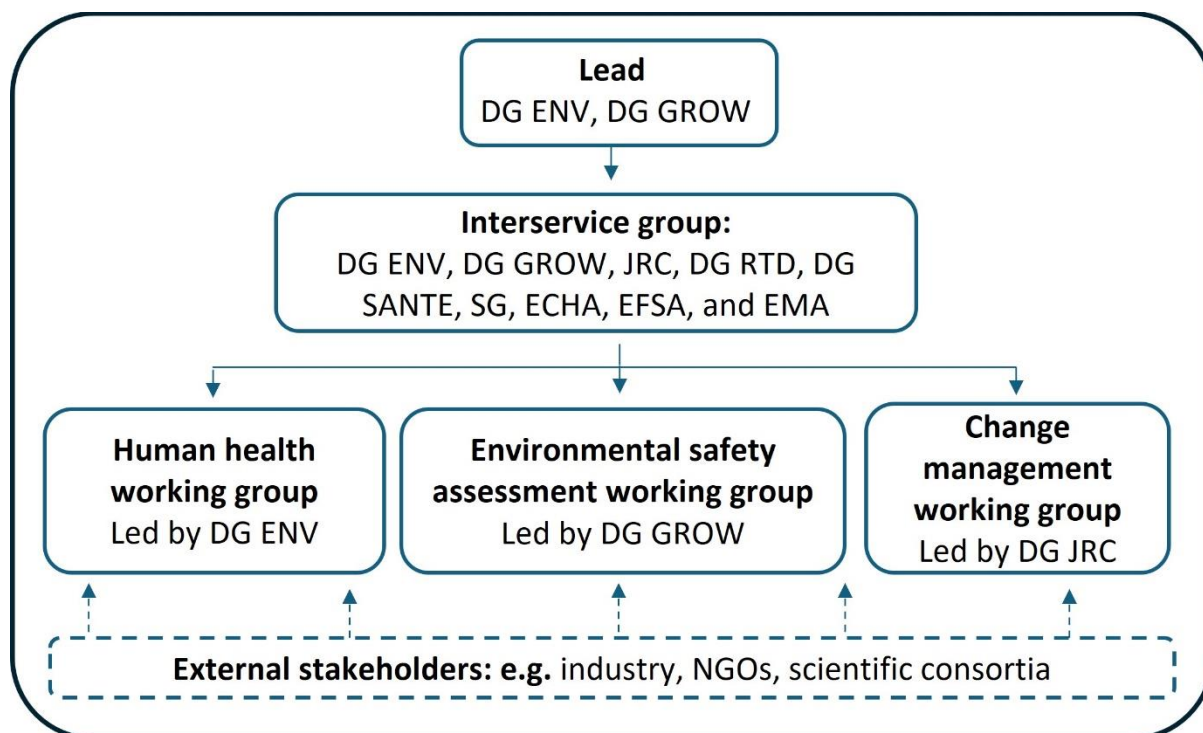 Lead
DG ENV, DG GROW
Interservice group:
DG ENV, DG GROW, JRC, DG RTD, DG
SANTE, SG, ECHA, EFSA, and EMA
Human health
working group
Led by DG ENV
Environmental safety
assessment working group
Led by DG GROW
Change
management
working group
Led by DG JRC
External stakeholders: e.g. industry, NGOs, scientific consortia